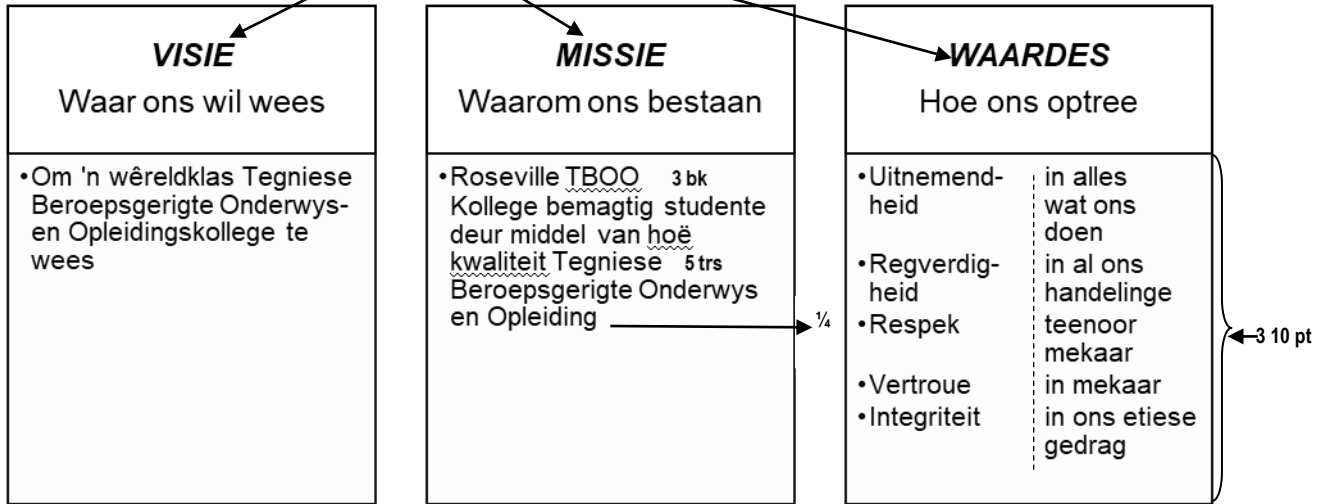 VISIE
Waar ons wil wees
•Om 'n wêreldklas Tegniese
Beroepsgerigte Onderwys-
en Opleidingskollege te
wees
MISSIE
Waarom ons bestaan
•Roseville TBOO 3 bk
Kollege bemagtig studente
deur middel van hoë
kwaliteit Tegniese 5 trs
Beroepsgerigte Onderwys
en Opleiding
¼
WAARDES
Hoe ons optree
•Uitnemend-
heid
in alles
wat ons
doen
•Regverdig-
heid
in al ons
handelinge
•Respek
teenoor
mekaar
•Vertroue
in mekaar
•Integriteit
in ons etiese
gedrag
3 10 pt